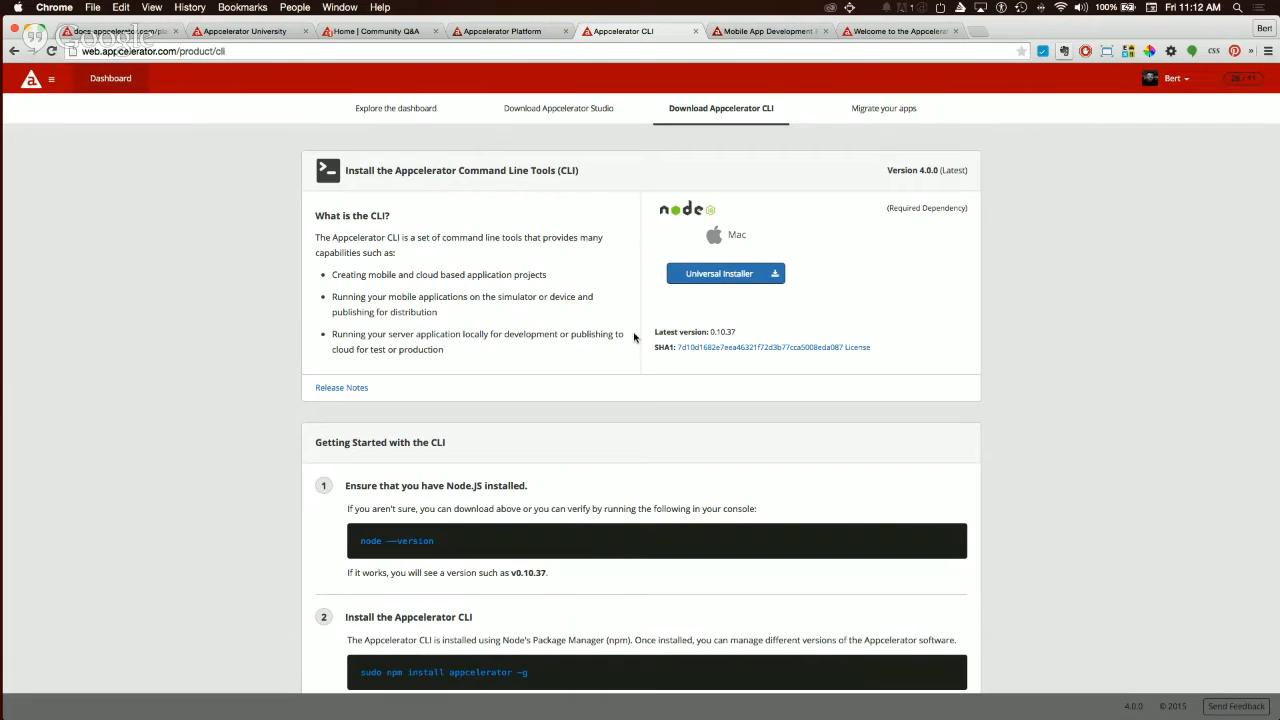 Chrome File Edit View History Bookmarks People Window Help 100% Fri 11:12 AM
docs.appcelerator.com/pla Appcelerator University Home | Community Q&A Appcelerator Platform Appcelerator CLI Mobile App Development Welcome to the Appcelerat Bert
Google
web.appcelerator.com/product/cli CSS
Dashboard Bert
Explore the dashboard Download Appcelerator Studio Download Appcelerator CLI Migrate your apps
Install the Appcelerator Command Line Tools (CLI) Version 4.0.0 (Latest)
What is the CLI?
The Appcelerator CLI is a set of command line tools that provides many
capabilities such as:
• Creating mobile and cloud based application projects
• Running your mobile applications on the simulator or device and
publishing for distribution
• Running your server application locally for development or publishing to
cloud for test or production
node JS (Required Dependency)
Mac
Universal Installer
Latest version: 0.10.37
SHA1: 7d10d1682e7eea46321f72d3b77cca5008eda087 License
Release Notes
Getting Started with the CLI
1 Ensure that you have Node.JS installed.
If you aren't sure, you can download above or you can verify by running the following in your console:
node --version
If it works, you will see a version such as v0.10.37.
2 Install the Appcelerator CLI
The Appcelerator CLI is installed using Node's Package Manager (npm). Once installed, you can manage different versions of the Appcelerator software.
sudo npm install appcelerator -g
4.0.0 © 2015 Send Feedback